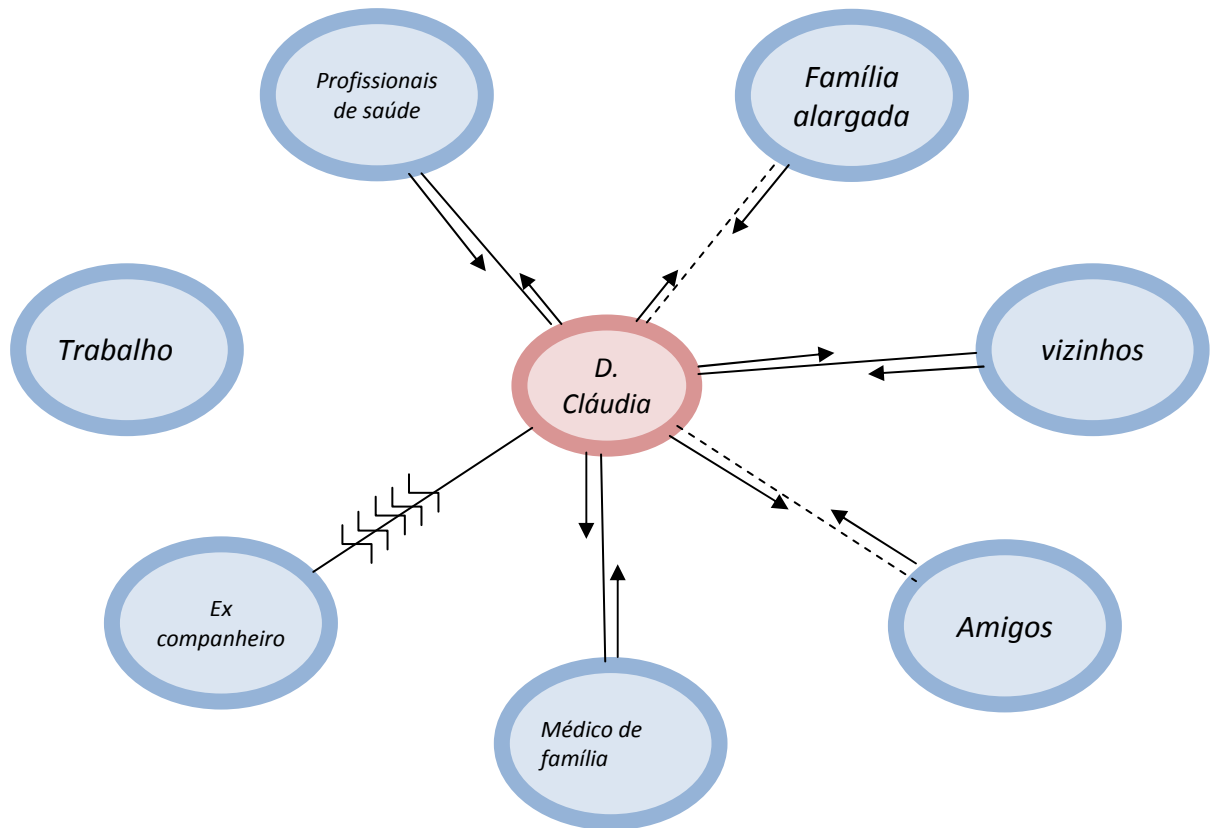 Profissionais
de saúde
Família
alargada
Trabalho
D.
Cláudia
vizinhos
Ex
companheiro
Amigos
Médico de
família